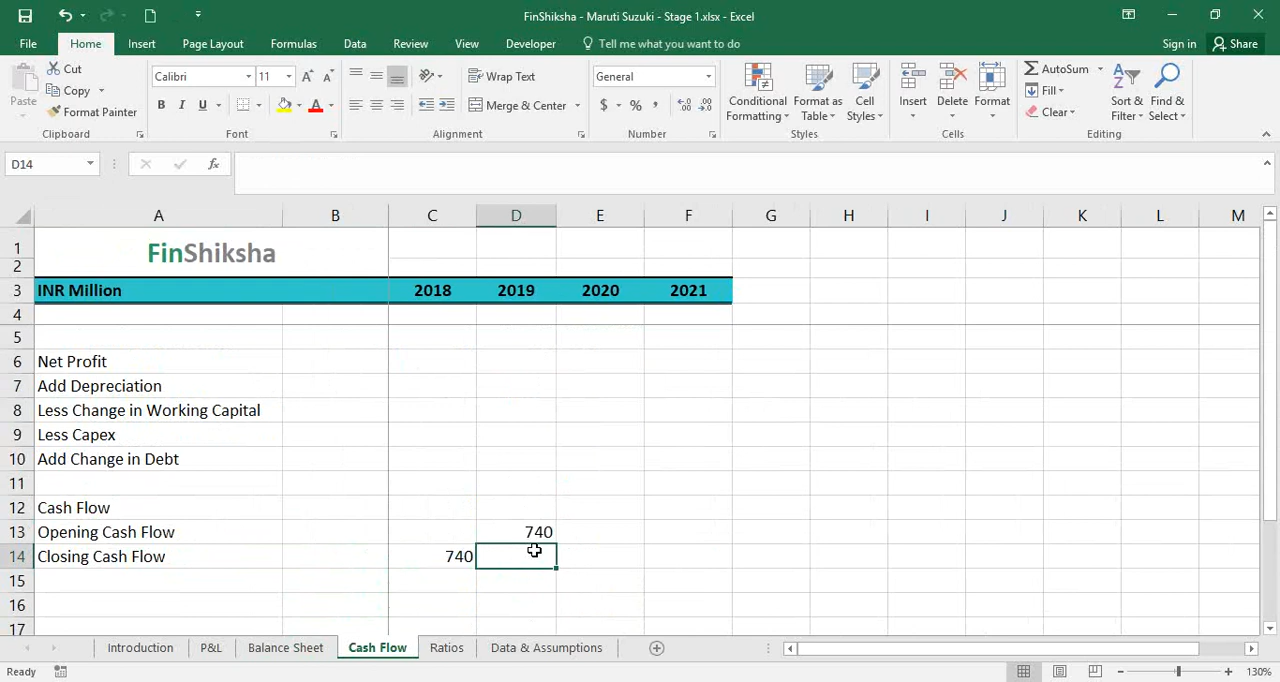 FinShiksha - Maruti Suzuki - Stage 1.xlsx - Excel
File Home Insert Page Layout Formulas Data Review View Developer Tell me what you want to do Sign in Share
Paste
Cut
Copy
Format Painter
Clipboard
Calibri 11
B I U
Font
Wrap Text
Merge & Center
Alignment
General
$ % ,
Number
Conditional Formatting
Format as Table
Cell Styles
Styles
Insert Delete Format
Cells
AutoSum
Fill
Clear
Sort & Filter
Find & Select
Editing
D14 fx
A B C D E F G H I J K L M
1 FinShiksha
2
3 INR Million 2018 2019 2020 2021
4
5
6 Net Profit
7 Add Depreciation
8 Less Change in Working Capital
9 Less Capex
10 Add Change in Debt
11
12 Cash Flow
13 Opening Cash Flow 740
14 Closing Cash Flow 740
15
16
17
Introduction P&L Balance Sheet Cash Flow Ratios Data & Assumptions
Ready 130%